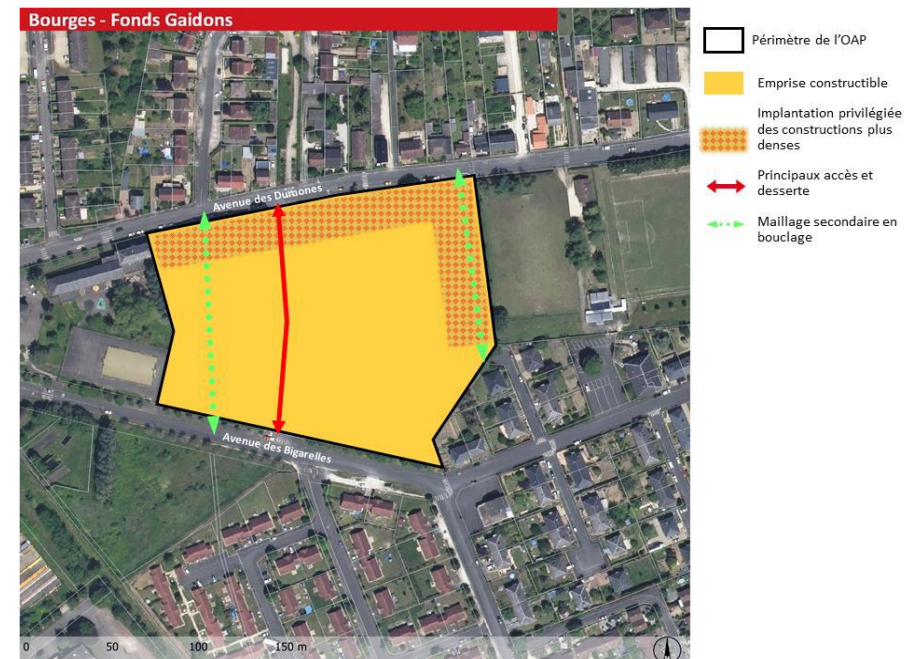 Bourges - Fonds Gaidons
Périmètre de l'OAP
Emprise constructible
Implantation privilégiée
des constructions plus
denses
Principaux accès et
desserte
Maillage secondaire en
bouclage
Avenue des Dumones
Avenue des Bigarelles
0 50 100 150 m